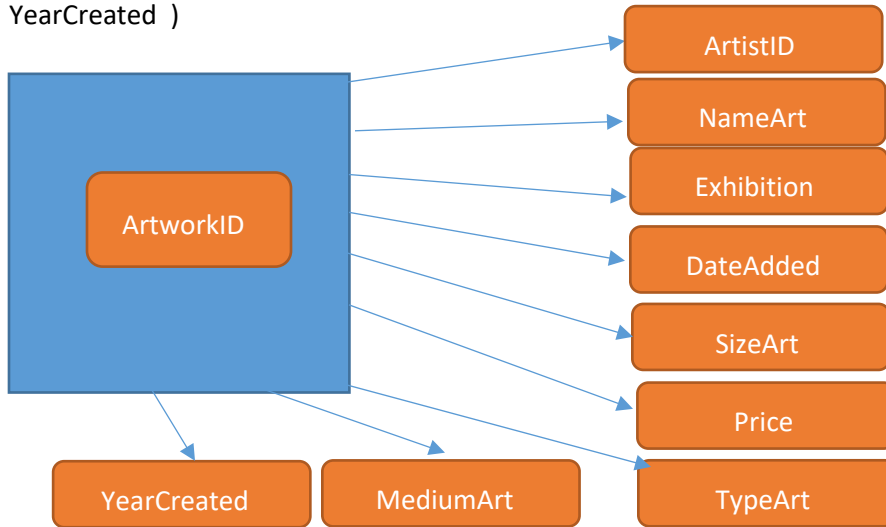 YearCreated )
ArtistID
NameArt
Exhibition
ArtworkID
DateAdded
SizeArt
Price
YearCreated
MediumArt
TypeArt